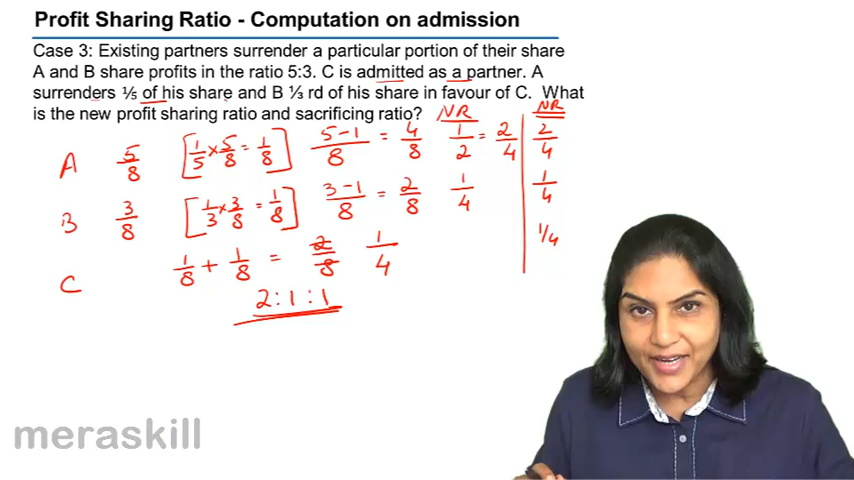 Profit Sharing Ratio - Computation on admission
Case 3: Existing partners surrender a particular portion of their share
A and B share profits in the ratio 5:3. C is admitted as a partner. A
surrenders ⅕ of his share and B ⅓ rd of his share in favour of C. What
is the new profit sharing ratio and sacrificing ratio?
NR NR
A 5/8 [1/5 × 5/8 = 1/8] 5-1/8 = 4/8 1/2 = 2/4 2/4
B 3/8 [1/3 × 3/8 = 1/8] 3-1/8 = 2/8 1/4 1/4
C 1/8 + 1/8 = 2/8 1/4 1/4
2:1:1
meraskill